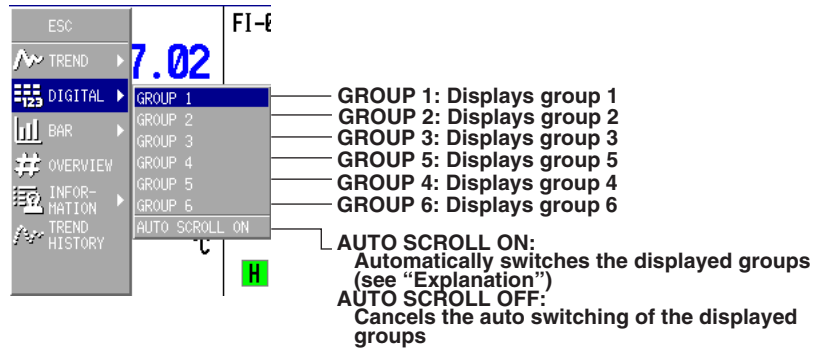 ESC
FI-
TREND
7.02
DIGITAL
123
GROUP 1
GROUP 2
GROUP 3
GROUP 4
GROUP 5
GROUP 6
AUTO SCROLL ON
BAR
OVERVIEW
INFOR-
MATION
TREND
HISTORY
°C
H
GROUP 1: Displays group 1
GROUP 2: Displays group 2
GROUP 3: Displays group 3
GROUP 5: Displays group 5
GROUP 4: Displays group 4
GROUP 6: Displays group 6
AUTO SCROLL ON:
Automatically switches the displayed groups
(see “Explanation”)
AUTO SCROLL OFF:
Cancels the auto switching of the displayed
groups